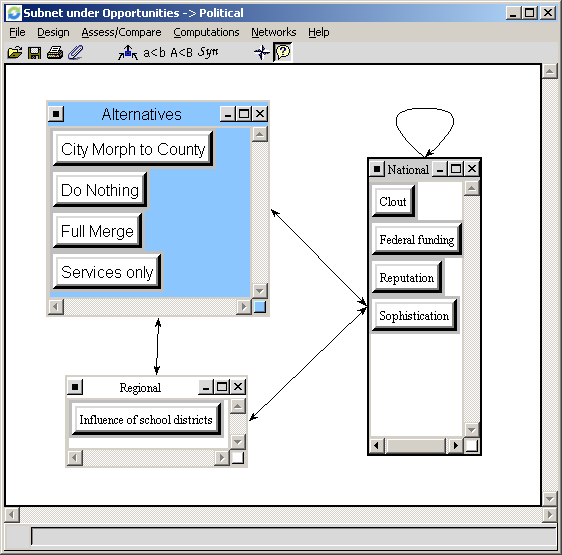 Subnet under Opportunities -> Political
File Design Assess/Compare Computations Networks Help
a<b A<B Syn
Alternatives
City Morph to County
Do Nothing
Full Merge
Services only
National
Clout
Federal funding
Reputation
Sophistication
Regional
Influence of school districts